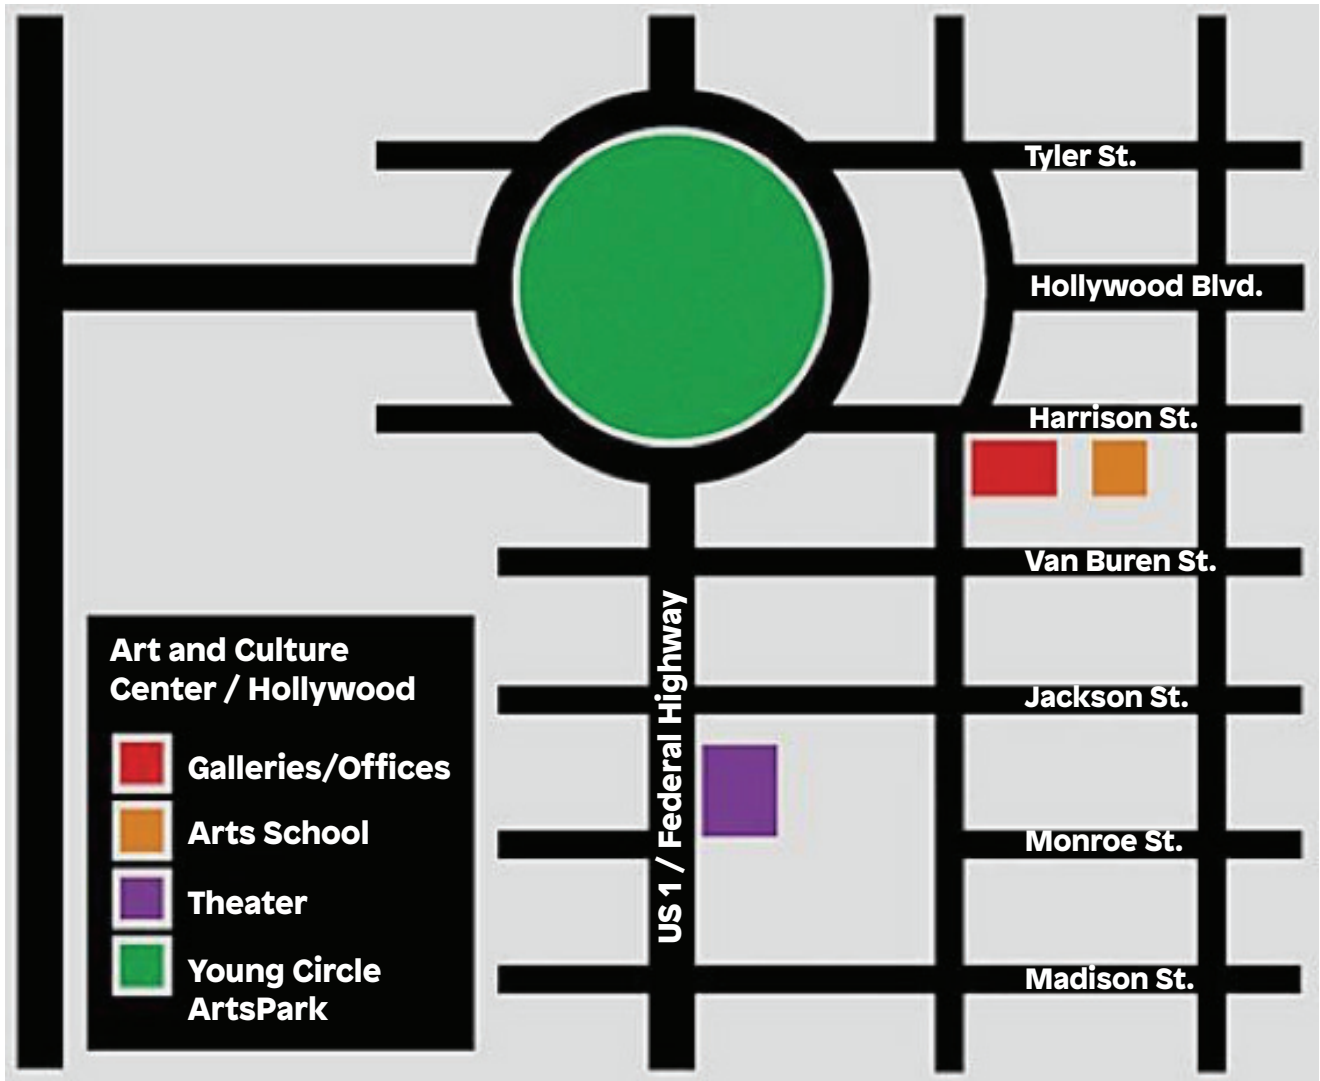 Tyler St.
Hollywood Blvd.
Harrison St.
Van Buren St.
US 1 / Federal Highway
Jackson St.
Monroe St.
Madison St.
Art and Culture
Center / Hollywood
Galleries/Offices
Arts School
Theater
Young Circle
ArtsPark